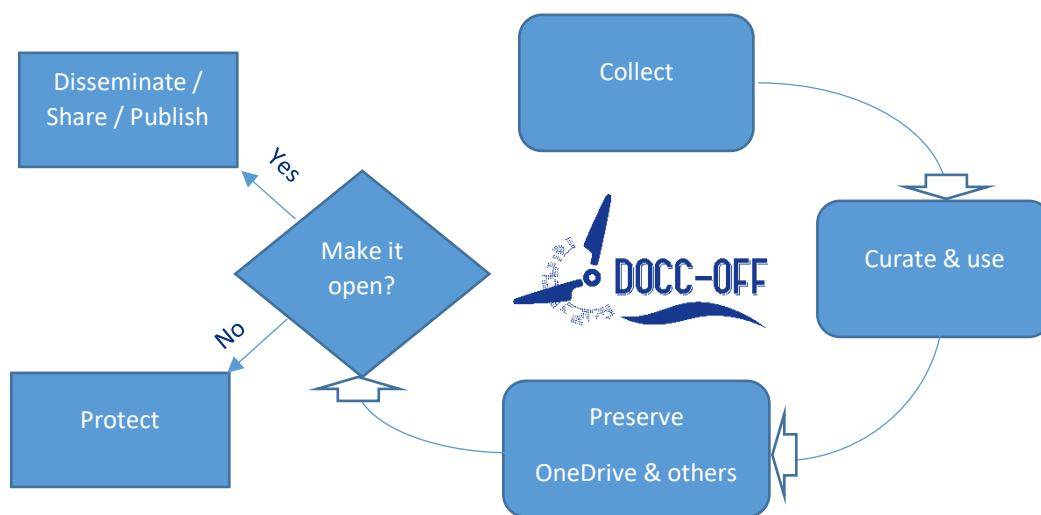 Collect
Curate & use
Preserve
OneDrive & others
Make it
open?
Yes
Disseminate /
Share / Publish
No
Protect
DOCC-OFF